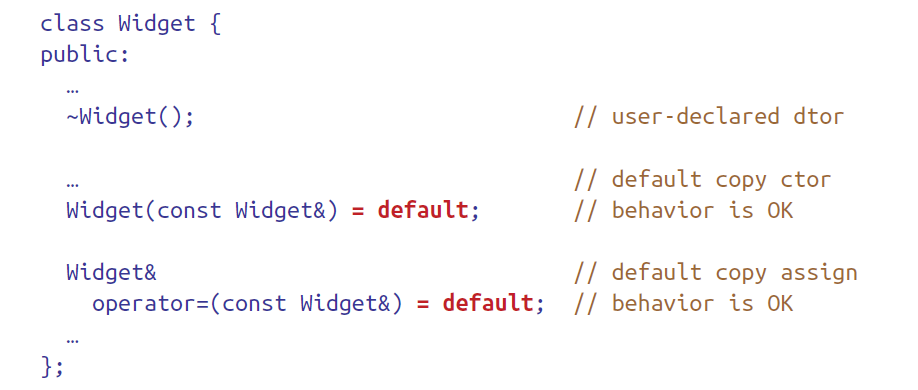 class Widget {
public:
  …
  ~Widget();                             // user-declared dtor

  …                                      // default copy ctor
  Widget(const Widget&) = default;       // behavior is OK

  Widget&                                // default copy assign
    operator=(const Widget&) = default;  // behavior is OK
  …
};